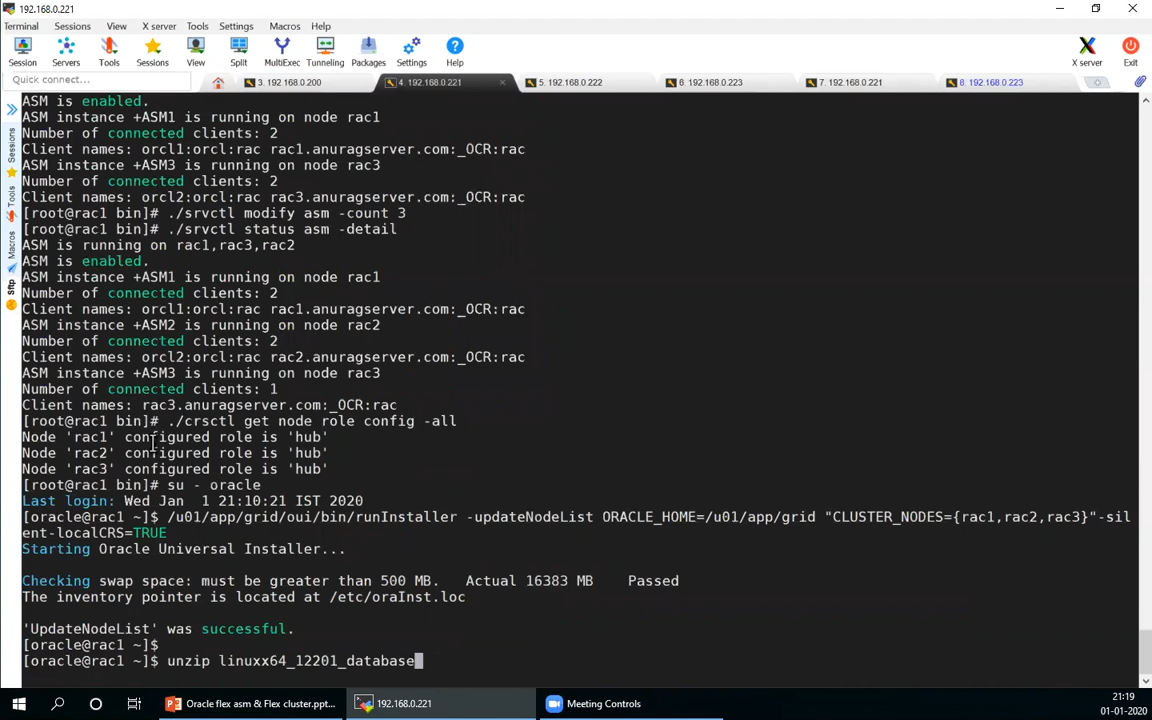 192.168.0.221
Terminal Sessions View X server Tools Settings Macros Help
Session Servers Tools Sessions View Split MultiExec Tunneling Packages Settings Help X server Exit
Quick connect... 3. 192.168.0.200 4. 192.168.0.221 5. 192.168.0.222 6. 192.168.0.223 7. 192.168.0.221 8. 192.168.0.223
Sessions
Tools
Macros
Sftp
ASM is enabled.
ASM instance +ASM1 is running on node rac1
Number of connected clients: 2
Client names: orcl1:orcl:rac rac1.anuragserver.com:_OCR:rac
ASM instance +ASM3 is running on node rac3
Number of connected clients: 2
Client names: orcl2:orcl:rac rac3.anuragserver.com:_OCR:rac
[root@rac1 bin]# ./srvctl modify asm -count 3
[root@rac1 bin]# ./srvctl status asm -detail
ASM is running on rac1,rac3,rac2
ASM is enabled.
ASM instance +ASM1 is running on node rac1
Number of connected clients: 2
Client names: orcl1:orcl:rac rac1.anuragserver.com:_OCR:rac
ASM instance +ASM2 is running on node rac2
Number of connected clients: 2
Client names: orcl2:orcl:rac rac2.anuragserver.com:_OCR:rac
ASM instance +ASM3 is running on node rac3
Number of connected clients: 1
Client names: rac3.anuragserver.com:_OCR:rac
[root@rac1 bin]# ./crsctl get node role config -all
Node 'rac1' configured role is 'hub'
Node 'rac2' configured role is 'hub'
Node 'rac3' configured role is 'hub'
[root@rac1 bin]# su - oracle
Last login: Wed Jan  1 21:10:21 IST 2020
[oracle@rac1 ~]$ /u01/app/grid/oui/bin/runInstaller -updateNodeList ORACLE_HOME=/u01/app/grid "CLUSTER_NODES={rac1,rac2,rac3}"-sil
ent-localCRS=TRUE
Starting Oracle Universal Installer...
Checking swap space: must be greater than 500 MB.   Actual 16383 MB    Passed
The inventory pointer is located at /etc/oraInst.loc
'UpdateNodeList' was successful.
[oracle@rac1 ~]$
[oracle@rac1 ~]$ unzip linuxx64_12201_database
Oracle flex asm & Flex cluster.ppt... 192.168.0.221 Meeting Controls 21:19
01-01-2020